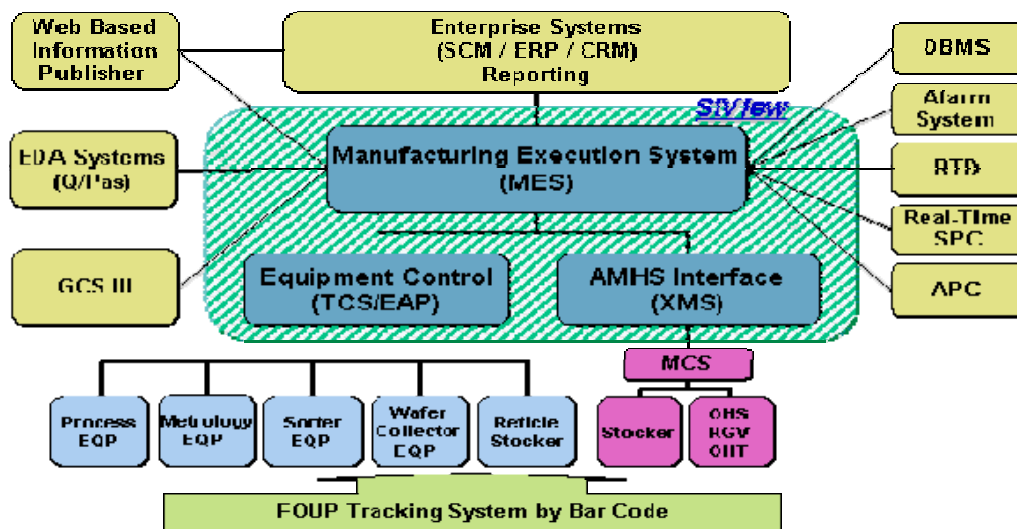 Web Based
Information
Publisher
Enterprise Systems
(SCM / ERP / CRM)
Reporting
DBMS
Alarm
System
SiView
EDA Systems
(Q/Pas)
Manufacturing Execution System
(MES)
RTD
Real-Time
SPC
GCS III
Equipment Control
(TCS/EAP)
AMHS Interface
(XMS)
APC
MCS
Process
EQP
Metrology
EQP
Sorter
EQP
Wafer
Collector
EQP
Reticle
Stocker
Stocker
OHS
RGV
OHT
FOUP Tracking System by Bar Code